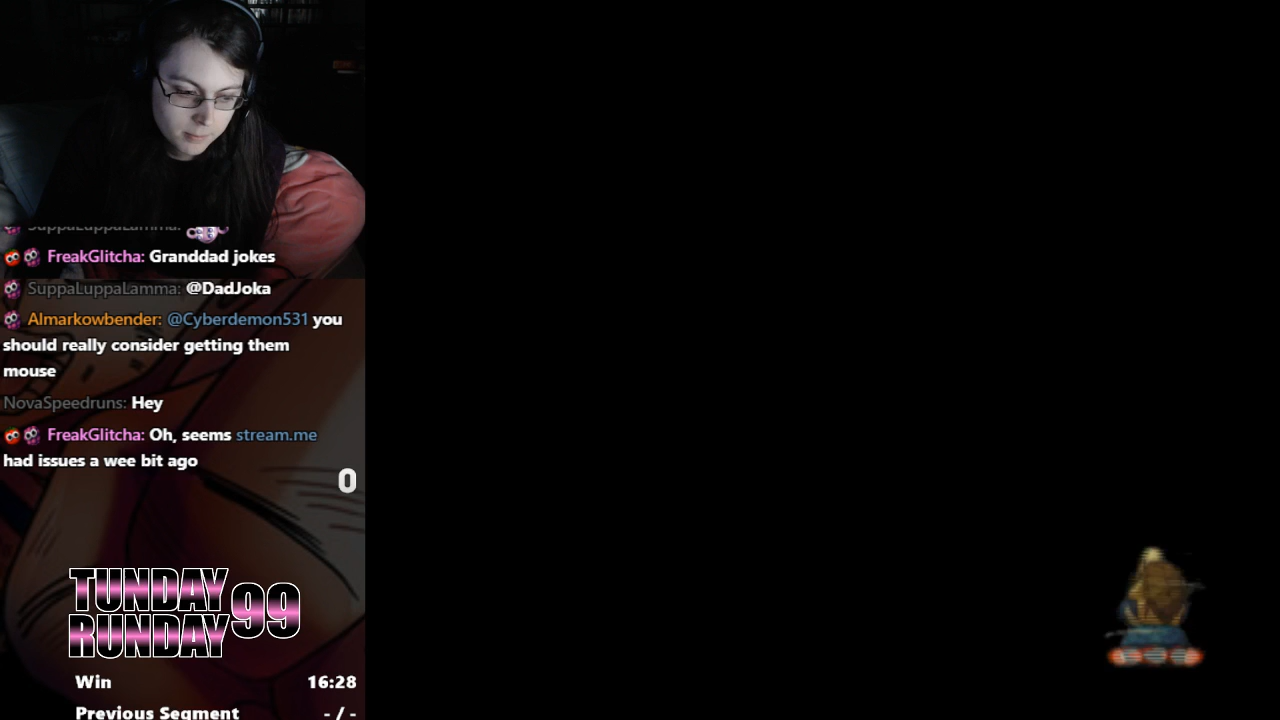 SuppaLuppaLamma:
FreakGlitcha: Granddad jokes
SuppaLuppaLamma: @DadJoka
Almarkowbender: @Cyberdemon531 you
should really consider getting them
mouse
NovaSpeedruns: Hey
FreakGlitcha: Oh, seems stream.me
had issues a wee bit ago
0
TUNDAY
RUNDAY 99
Win 16:28
Previous Segment - / -